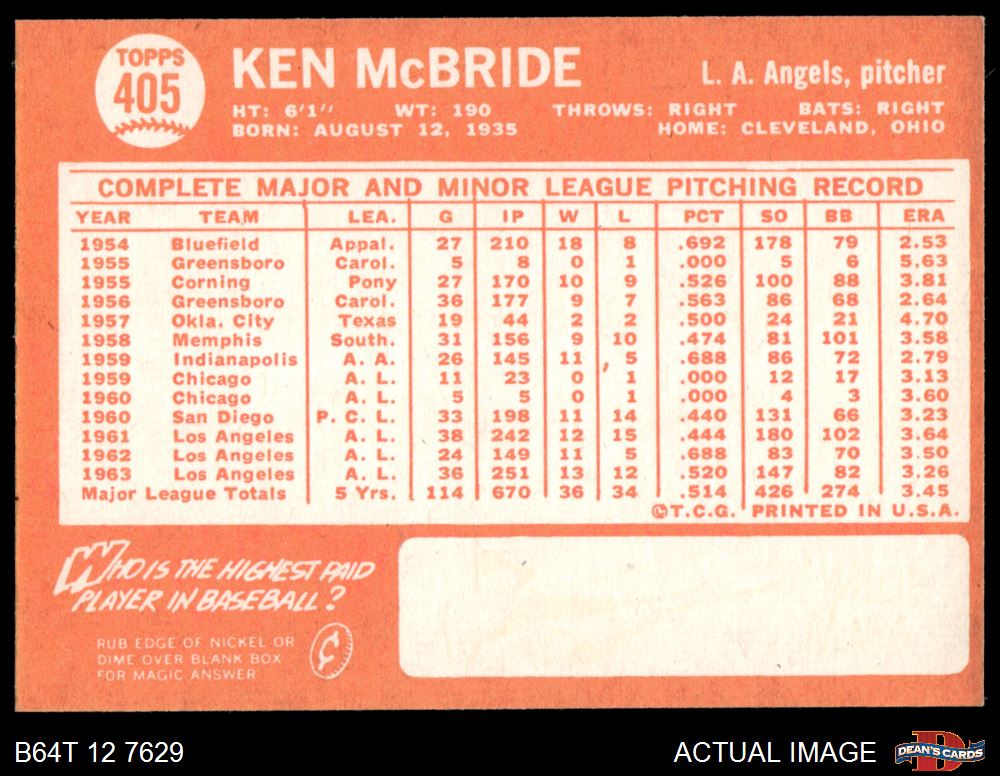 TOPPS
405
KEN McBRIDE
L. A. Angels, pitcher
HT: 6'1" WT: 190 THROWS: RIGHT BATS: RIGHT
BORN: AUGUST 12, 1935 HOME: CLEVELAND, OHIO
COMPLETE MAJOR AND MINOR LEAGUE PITCHING RECORD
YEAR TEAM LEA. G IP W L PCT SO BB ERA
1954 Bluefield Appal. 27 210 18 8 .692 178 79 2.53
1955 Greensboro Carol. 5 8 0 1 .000 5 6 5.63
1955 Corning Pony 27 170 10 9 .526 100 88 3.81
1956 Greensboro Carol. 36 177 9 7 .563 86 68 2.64
1957 Okla. City Texas 19 44 2 2 .500 24 21 4.70
1958 Memphis South. 31 156 9 10 .474 81 101 3.58
1959 Indianapolis A. A. 26 145 11 5 .688 86 72 2.79
1959 Chicago A. L. 11 23 0 1 .000 12 17 3.13
1960 Chicago A. L. 5 5 0 1 .000 4 3 3.60
1960 San Diego P. C. L. 33 198 11 14 .440 131 66 3.23
1961 Los Angeles A. L. 38 242 12 15 .444 180 102 3.64
1962 Los Angeles A. L. 24 149 11 5 .688 83 70 3.50
1963 Los Angeles A. L. 36 251 13 12 .520 147 82 3.26
Major League Totals 5 Yrs. 114 670 36 34 .514 426 274 3.45
©T.C.G. PRINTED IN U.S.A.
WHO IS THE HIGHEST PAID
PLAYER IN BASEBALL?
RUB EDGE OF NICKEL OR
DIME OVER BLANK BOX
FOR MAGIC ANSWER
¢
B64T 12 7629
ACTUAL IMAGE
D
DEAN'S CARDS